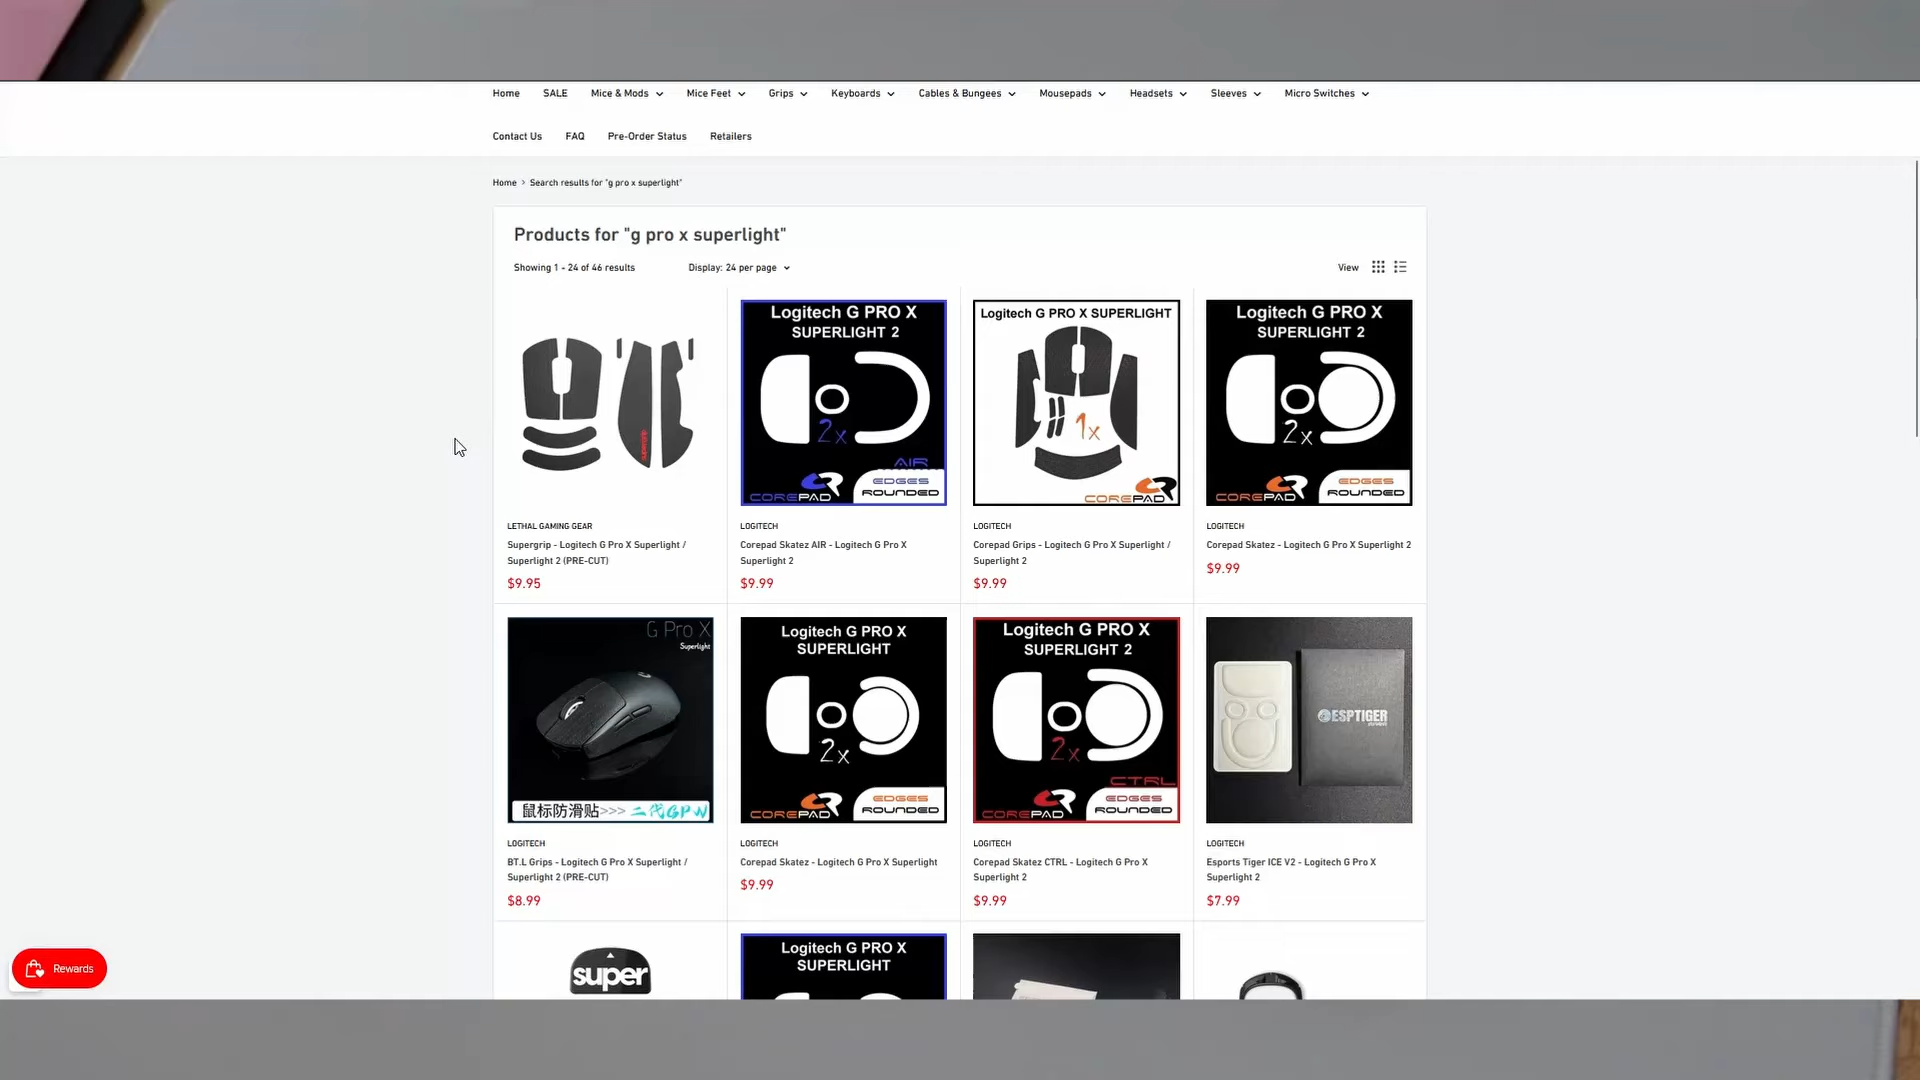 Home SALE Mice & Mods Mice Feet Grips Keyboards Cables & Bungees Mousepads Headsets Sleeves Micro Switches
Contact Us FAQ Pre-Order Status Retailers
Home > Search results for "g pro x superlight"
Products for "g pro x superlight"
Showing 1 - 24 of 46 results Display: 24 per page View
Logitech G PRO X
SUPERLIGHT 2
2x
AIR
COREPAD
EDGES
ROUNDED
Logitech G PRO X SUPERLIGHT
1x
COREPAD
Logitech G PRO X
SUPERLIGHT 2
2x
COREPAD
EDGES
ROUNDED
LETHAL GAMING GEAR
Supergrip - Logitech G Pro X Superlight /
Superlight 2 (PRE-CUT)
$9.95
LOGITECH
Corepad Skatez AIR - Logitech G Pro X
Superlight 2
$9.99
LOGITECH
Corepad Grips - Logitech G Pro X Superlight /
Superlight 2
$9.99
LOGITECH
Corepad Skatez - Logitech G Pro X Superlight 2
$9.99
G Pro X
Superlight
鼠标防滑贴>>> 二代GPW
Logitech G PRO X
SUPERLIGHT
2x
COREPAD
EDGES
ROUNDED
Logitech G PRO X
SUPERLIGHT 2
2x
CTRL
COREPAD
EDGES
ROUNDED
ESPTIGER
LOGITECH
BT.L Grips - Logitech G Pro X Superlight /
Superlight 2 (PRE-CUT)
$8.99
LOGITECH
Corepad Skatez - Logitech G Pro X Superlight
$9.99
LOGITECH
Corepad Skatez CTRL - Logitech G Pro X
Superlight 2
$9.99
LOGITECH
Esports Tiger ICE V2 - Logitech G Pro X
Superlight 2
$7.99
super
Logitech G PRO X
SUPERLIGHT
Rewards